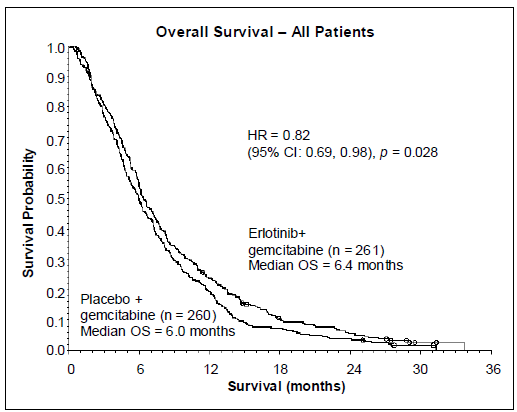 Overall Survival – All Patients
1.0
0.9
0.8
0.7
0.6
0.5
0.4
0.3
0.2
0.1
0.0
Survival Probability
HR = 0.82
(95% CI: 0.69, 0.98), p = 0.028
Erlotinib+
gemcitabine (n = 261)
Median OS = 6.4 months
Placebo +
gemcitabine (n = 260)
Median OS = 6.0 months
0 6 12 18 24 30 36
Survival (months)